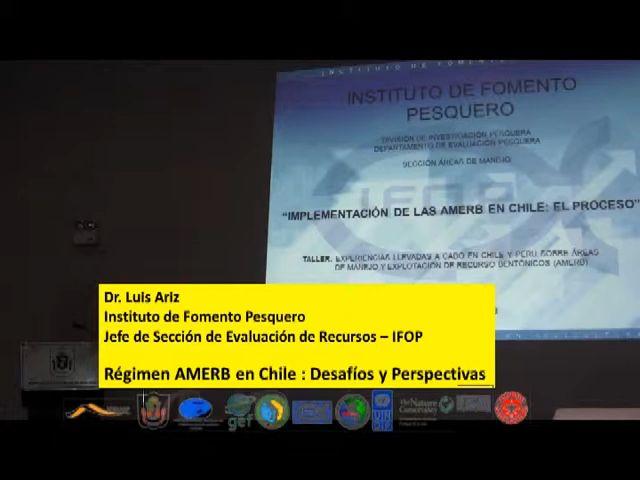 INSTITUTO DE FOMENTO
INSTITUTO DE FOMENTO
PESQUERO
DIVISIÓN DE INVESTIGACIÓN PESQUERA
DEPARTAMENTO DE EVALUACIÓN PESQUERA
SECCIÓN ÁREAS DE MANEJO
IFOP
"IMPLEMENTACIÓN DE LAS AMERB EN CHILE: EL PROCESO"
TALLER: EXPERIENCIAS LLEVADAS A CABO EN CHILE Y PERU SOBRE ÁREAS
DE MANEJO Y EXPLOTACIÓN DE RECURSO BENTÓNICOS (AMERB)
Dr. Luis Ariz
Instituto de Fomento Pesquero
Jefe de Sección de Evaluación de Recursos – IFOP
Régimen AMERB en Chile : Desafíos y Perspectivas
gef
The Nature
Conservancy